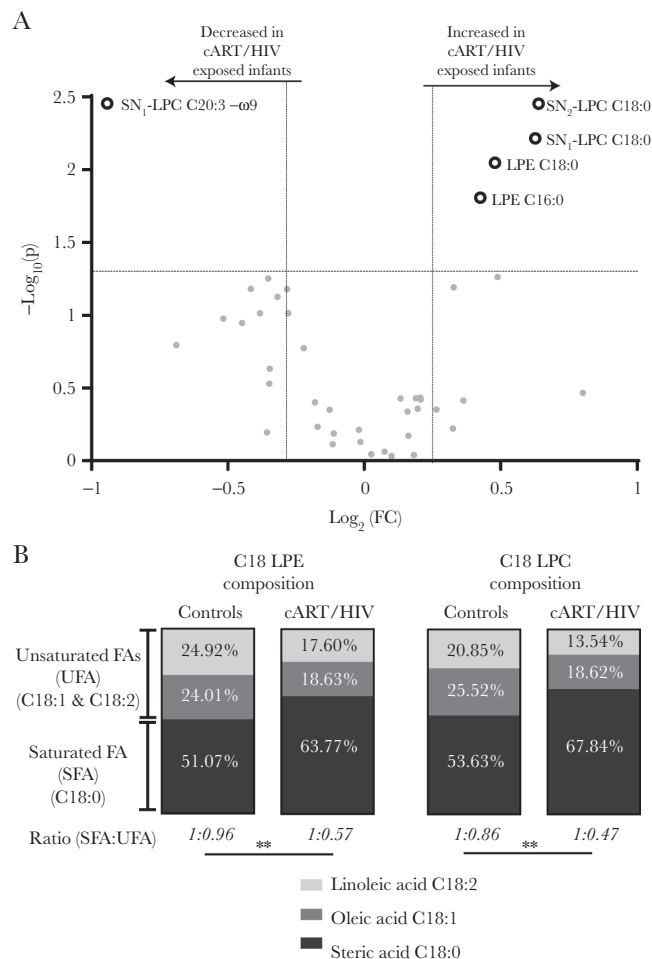 A
Decreased in
cART/HIV
exposed infants
Increased in
cART/HIV
exposed infants
2.5
SN1-LPC C20:3 −ω9
SN2-LPC C18:0
SN1-LPC C18:0
2
LPE C18:0
LPE C16:0
1.5
−Log10(p)
1
0.5
0
−1
−0.5
0
0.5
1
Log2 (FC)
B
C18 LPE
composition
C18 LPC
composition
Controls
cART/HIV
Controls
cART/HIV
Unsaturated FAs
(UFA)
(C18:1 & C18:2)
24.92%
17.60%
20.85%
13.54%
24.01%
18.63%
25.52%
18.62%
Saturated FA
(SFA)
(C18:0)
51.07%
63.77%
53.63%
67.84%
Ratio (SFA:UFA)
1:0.96
1:0.57
1:0.86
1:0.47
**
**
Linoleic acid C18:2
Oleic acid C18:1
Steric acid C18:0